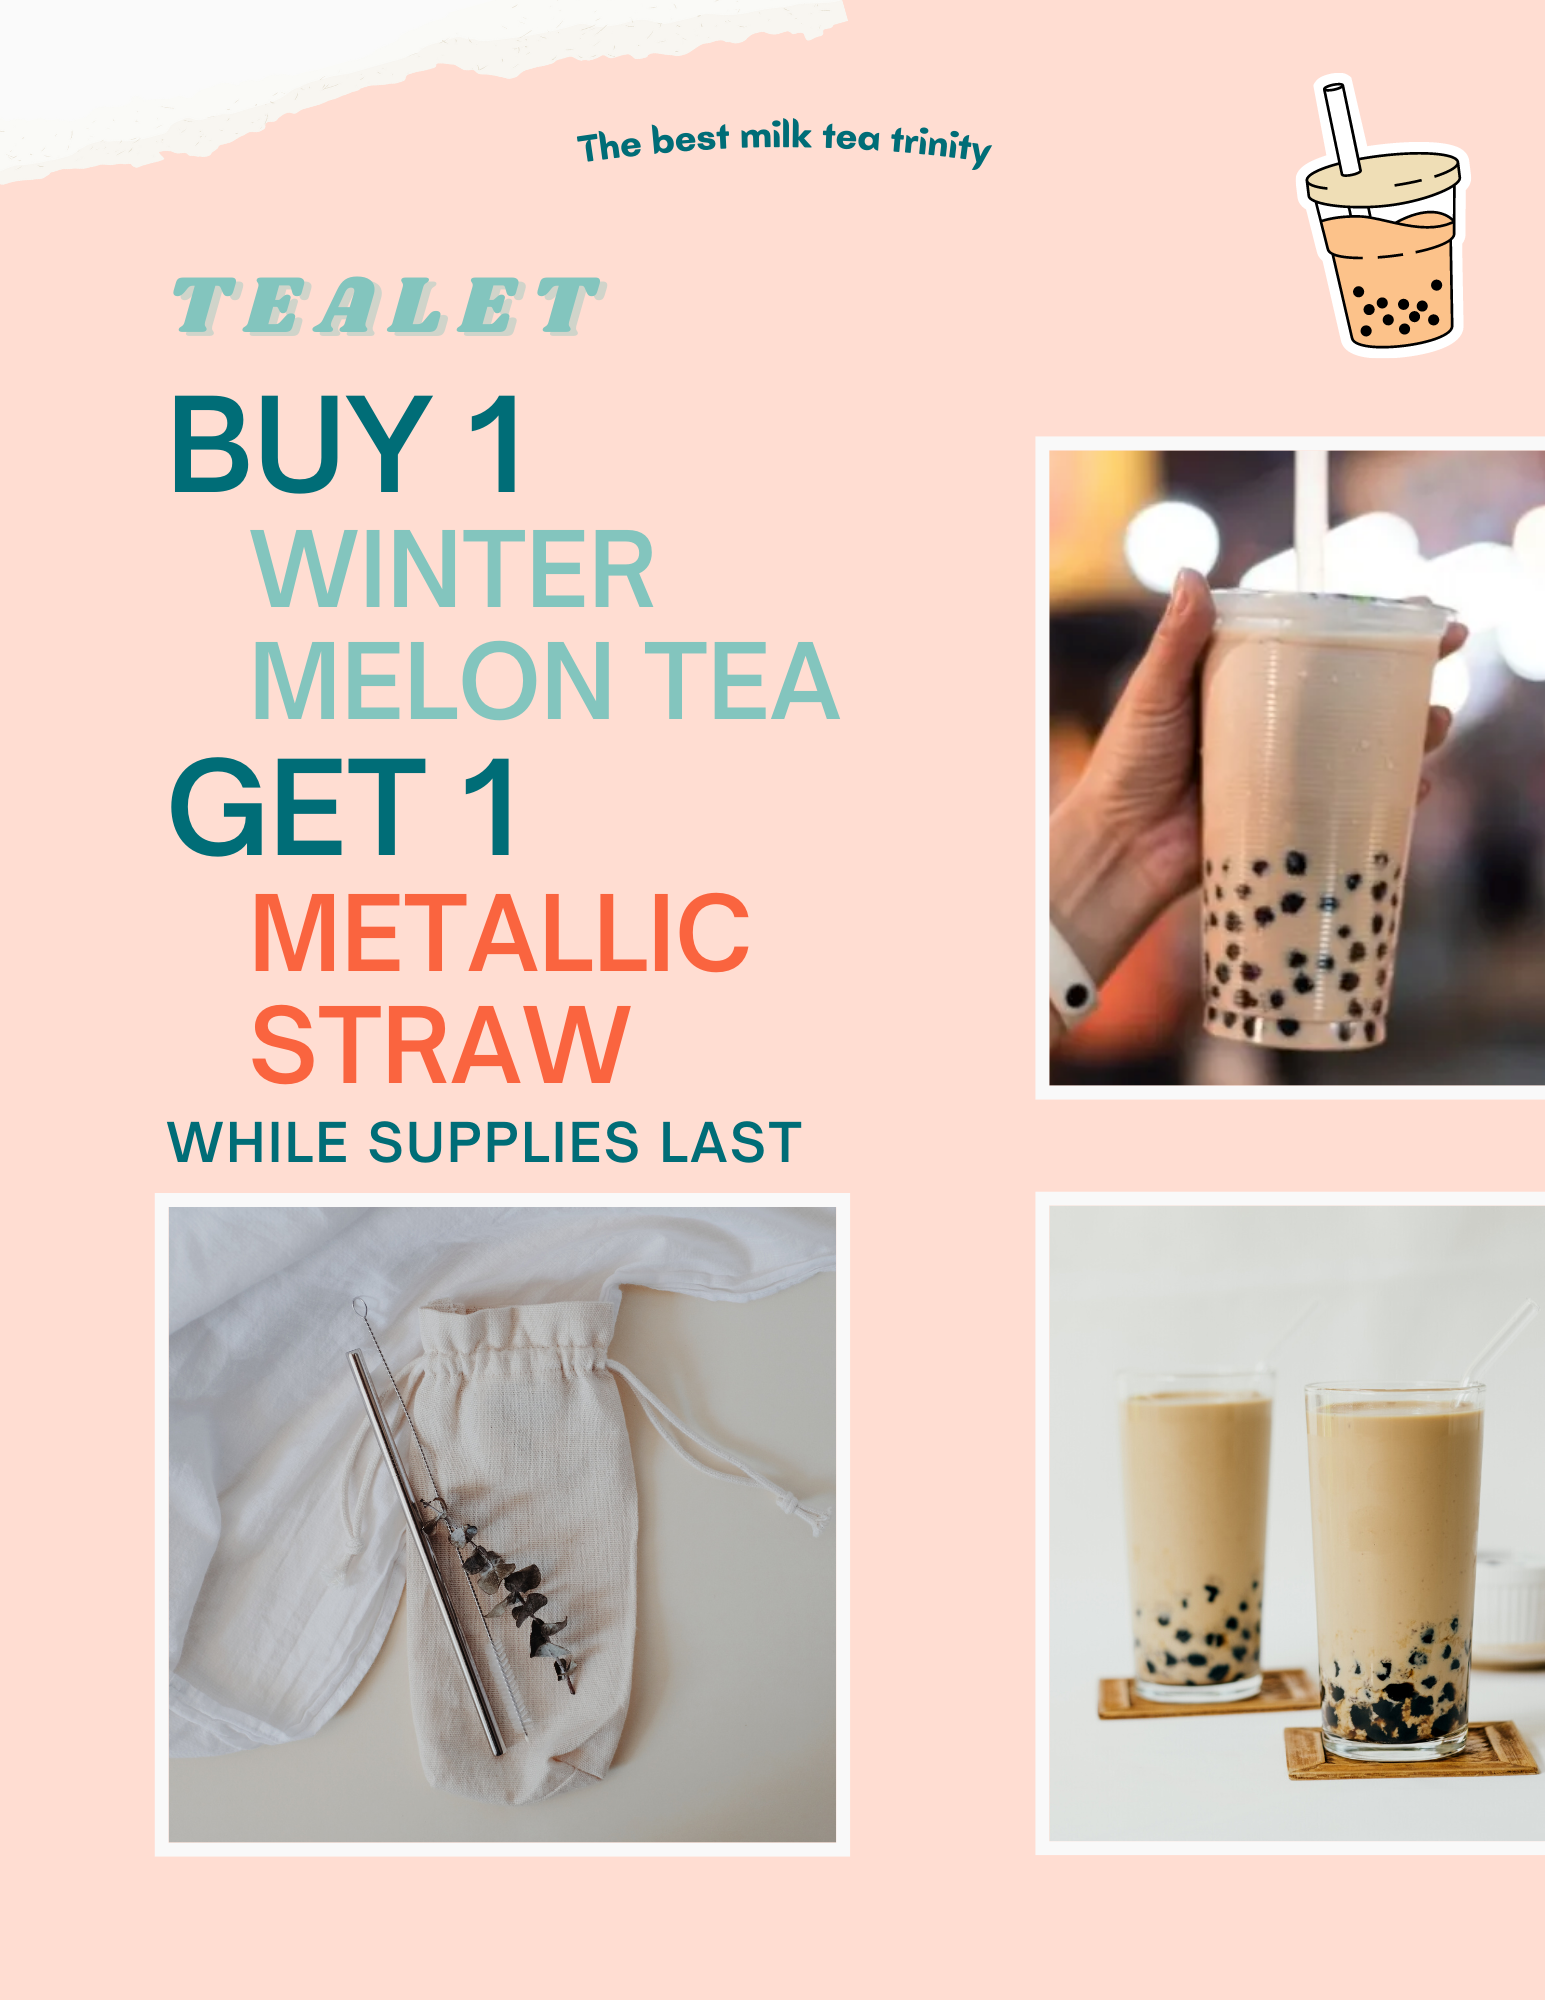 The best milk tea trinity
TEALET
BUY 1
WINTER
MELON TEA
GET 1
METALLIC
STRAW
WHILE SUPPLIES LAST